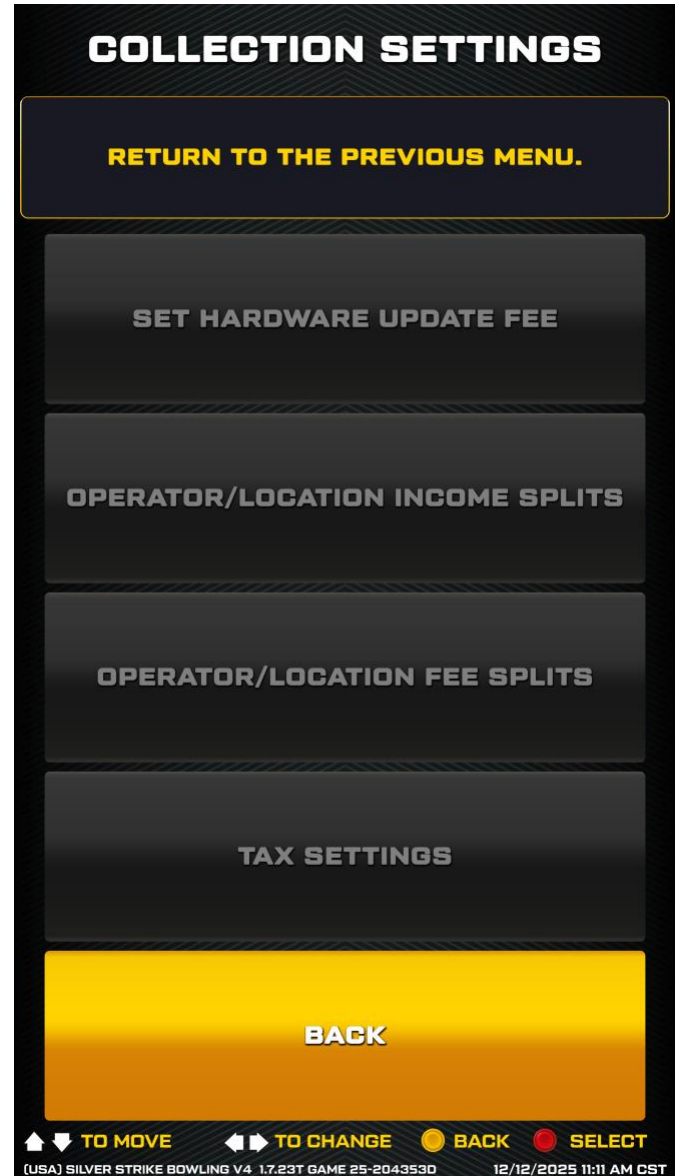 COLLECTION SETTINGS
RETURN TO THE PREVIOUS MENU.
SET HARDWARE UPDATE FEE
OPERATOR/LOCATION INCOME SPLITS
OPERATOR/LOCATION FEE SPLITS
TAX SETTINGS
BACK
TO MOVE TO CHANGE BACK SELECT
(USA) SILVER STRIKE BOWLING V4 1.7.23T GAME 25-204353D 12/12/2025 11:11 AM CST